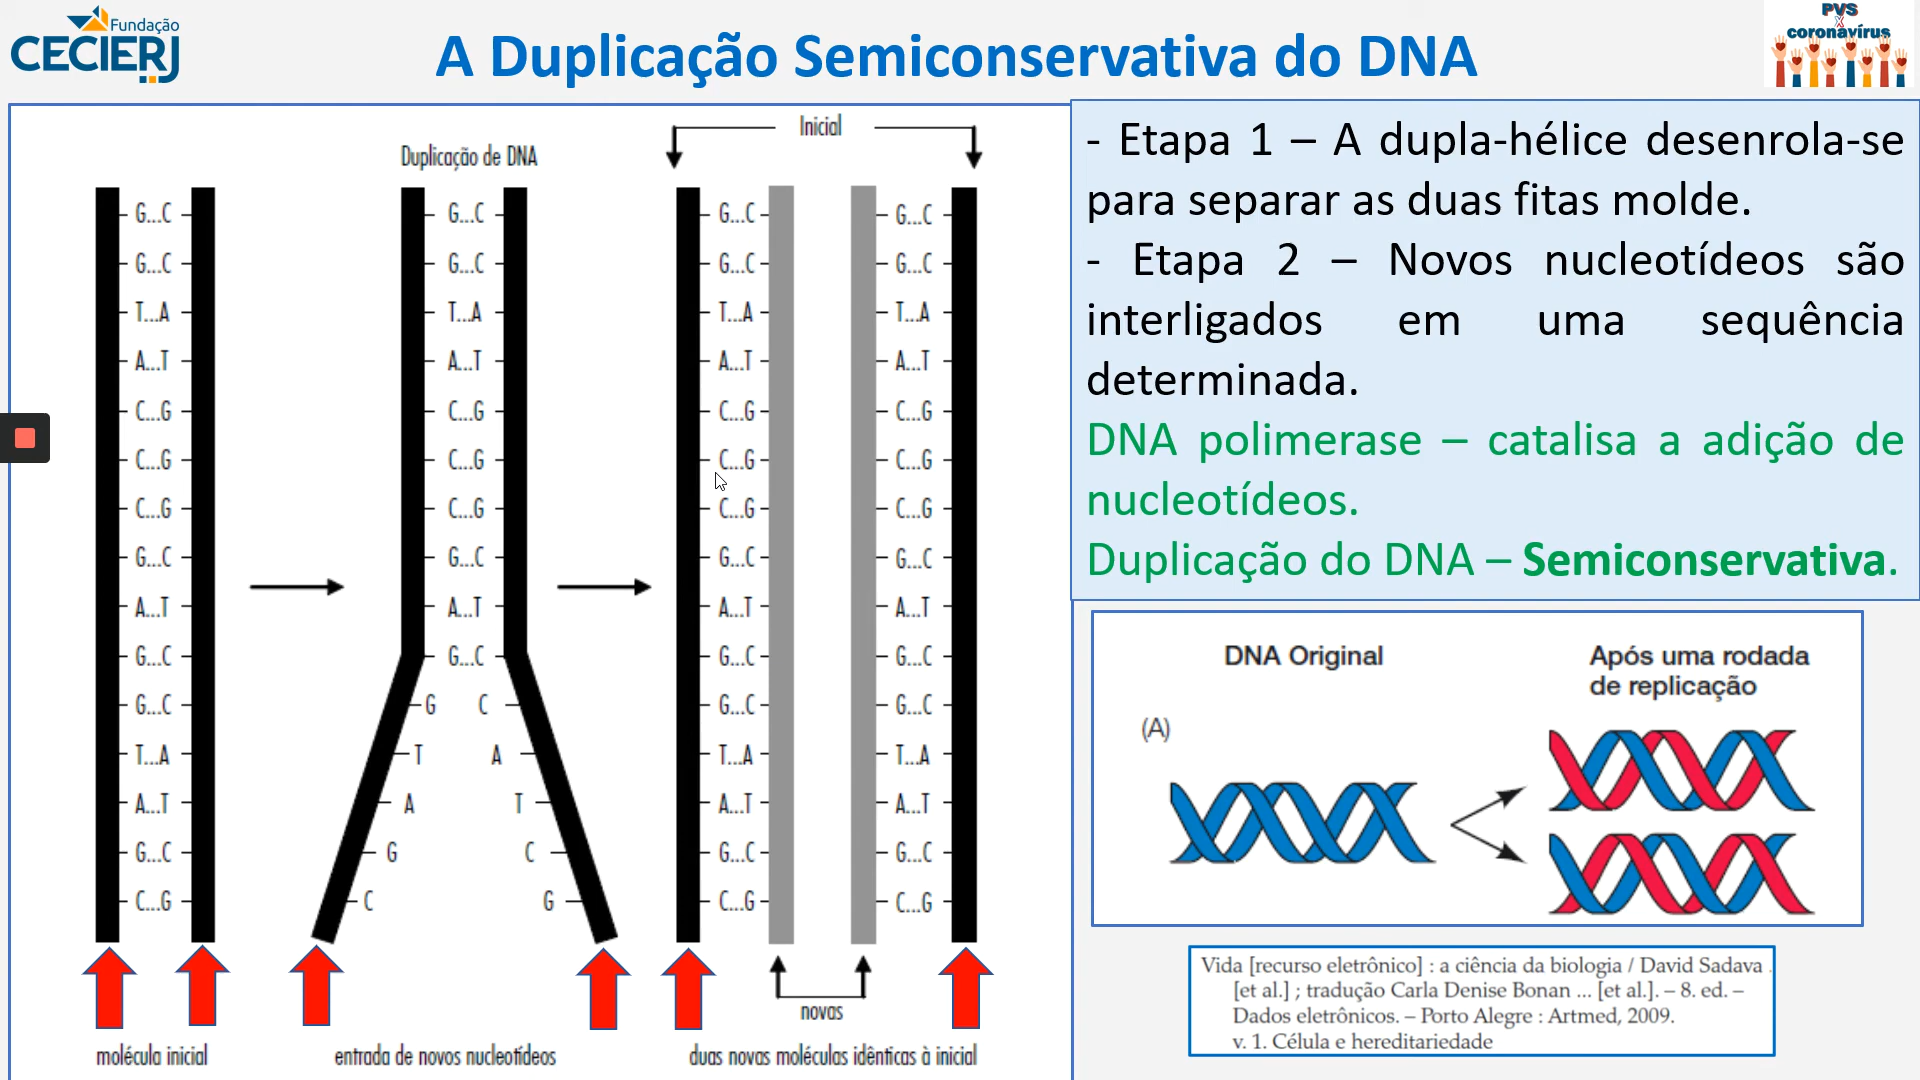 Fundação
CECIERJ
A Duplicação Semiconservativa do DNA
PVS
X
coronavírus
Duplicação de DNA
Inicial
G...C G...C G...C G...C
G...C G...C G...C G...C
T...A T...A T...A T...A
A...T A...T A...T A...T
C...G C...G C...G C...G
C...G C...G C...G C...G
C...G C...G C...G C...G
G...C G...C G...C G...C
A...T A...T A...T A...T
G...C G...C G...C G...C
G...C G C G...C G...C
T...A T A T...A T...A
A...T A T A...T A...T
G...C G C G...C G...C
C...G C G C...G C...G
novas
molécula inicial
entrada de novos nucleotídeos
duas novas moléculas idênticas à inicial
- Etapa 1 – A dupla-hélice desenrola-se
para separar as duas fitas molde.
- Etapa 2 – Novos nucleotídeos são
interligados em uma sequência
determinada.
DNA polimerase – catalisa a adição de
nucleotídeos.
Duplicação do DNA – Semiconservativa.
DNA Original
Após uma rodada
de replicação
(A)
Vida [recurso eletrônico] : a ciência da biologia / David Sadava .
[et al.] ; tradução Carla Denise Bonan ... [et al.]. – 8. ed. –
Dados eletrônicos. – Porto Alegre : Artmed, 2009.
v. 1. Célula e hereditariedade